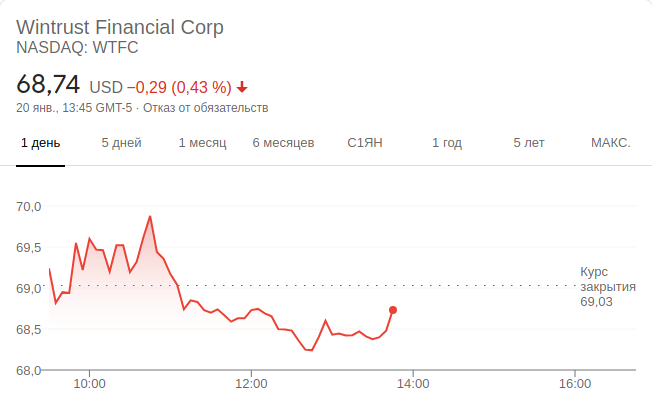 Wintrust Financial Corp
NASDAQ: WTFC
68,74 USD −0,29 (0,43 %)
20 янв., 13:45 GMT-5 · Отказ от обязательств
1 день 5 дней 1 месяц 6 месяцев С1ЯН 1 год 5 лет МАКС.
70,0
69,5
69,0
68,5
68,0
Курс
закрытия
69,03
10:00 12:00 14:00 16:00